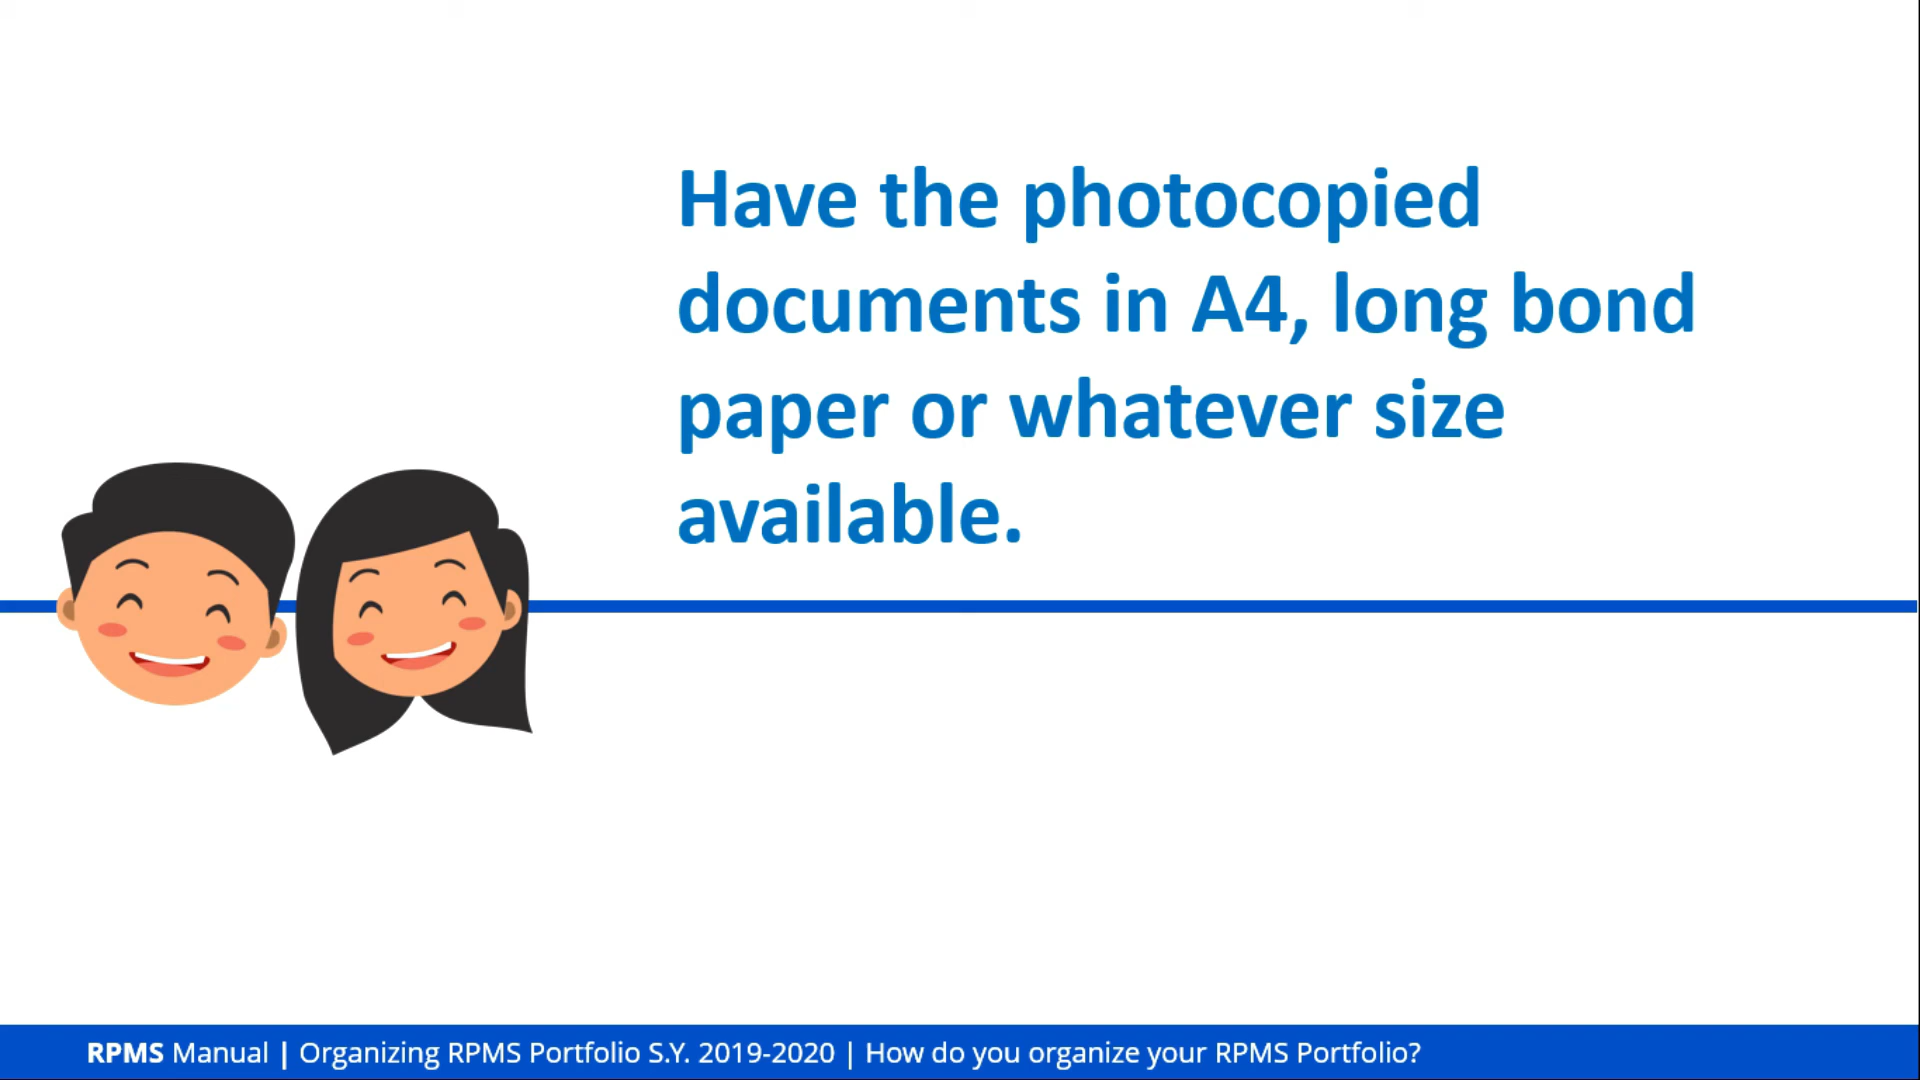 Have the photocopied
documents in A4, long bond
paper or whatever size
available.
RPMS Manual | Organizing RPMS Portfolio S.Y. 2019-2020 | How do you organize your RPMS Portfolio?